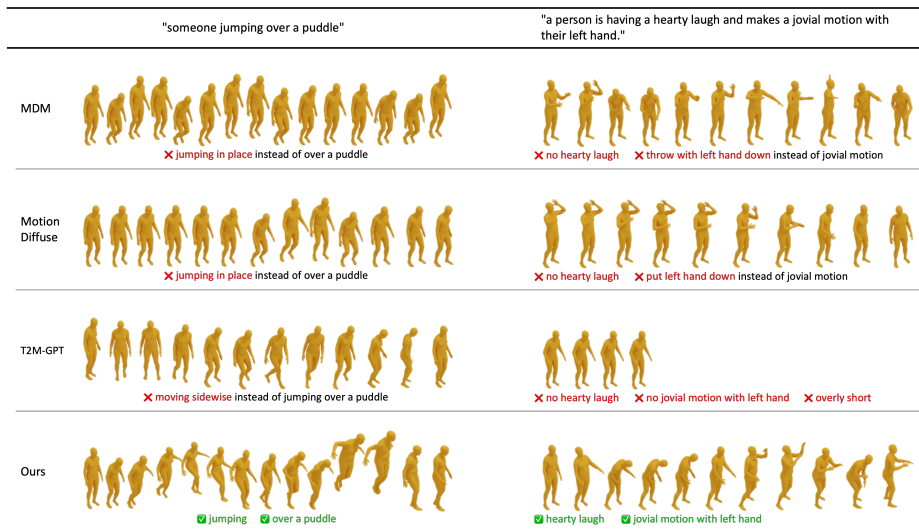 "someone jumping over a puddle"
"a person is having a hearty laugh and makes a jovial motion with
their left hand."
MDM
❌ jumping in place instead of over a puddle
❌ no hearty laugh ❌ throw with left hand down instead of jovial motion
Motion
Diffuse
❌ jumping in place instead of over a puddle
❌ no hearty laugh ❌ put left hand down instead of jovial motion
T2M-GPT
❌ moving sidewise instead of jumping over a puddle
❌ no hearty laugh ❌ no jovial motion with left hand ❌ overly short
Ours
✅ jumping ✅ over a puddle
✅ hearty laugh ✅ jovial motion with left hand